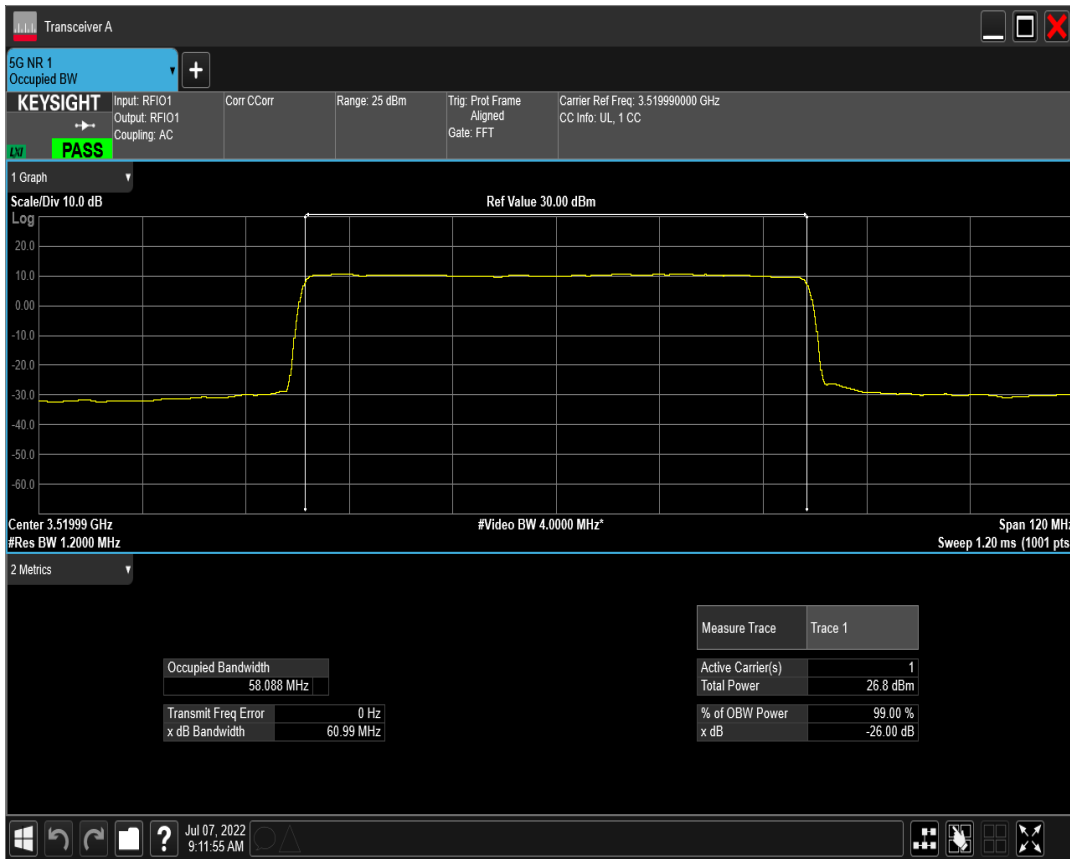 Transceiver A
5G NR 1
Occupied BW
KEYSIGHT
LXI
PASS
Input: RFIO1
Output: RFIO1
Coupling: AC
Corr CCorr
Range: 25 dBm
Trig: Prot Frame
Aligned
Gate: FFT
Carrier Ref Freq: 3.519990000 GHz
CC Info: UL, 1 CC
1 Graph
Scale/Div 10.0 dB
Ref Value 30.00 dBm
Log
20.0
10.0
0.00
-10.0
-20.0
-30.0
-40.0
-50.0
-60.0
Center 3.51999 GHz
#Video BW 4.0000 MHz*
Span 120 MHz
#Res BW 1.2000 MHz
Sweep 1.20 ms (1001 pts
2 Metrics
Measure Trace Trace 1
Occupied Bandwidth
58.088 MHz
Active Carrier(s) 1
Total Power 26.8 dBm
Transmit Freq Error 0 Hz
x dB Bandwidth 60.99 MHz
% of OBW Power 99.00 %
x dB -26.00 dB
?
Jul 07, 2022
9:11:55 AM